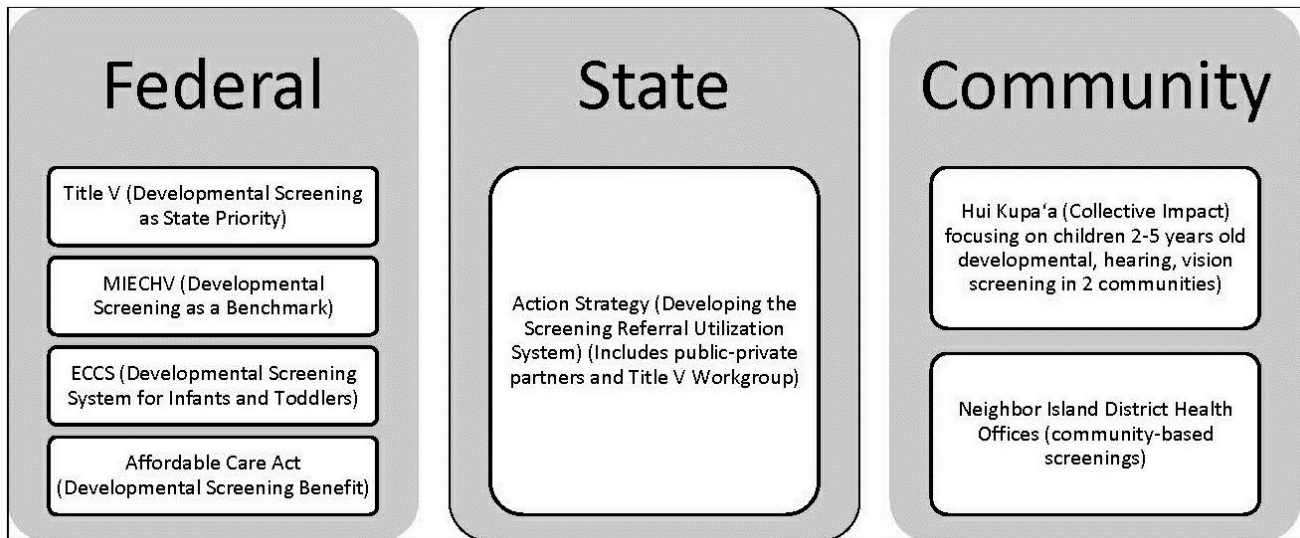 Federal
Title V (Developmental Screening
as State Priority)
MIECHV (Developmental
Screening as a Benchmark)
ECCS (Developmental Screening
System for Infants and Toddlers)
Affordable Care Act
(Developmental Screening Benefit)
State
Action Strategy (Developing the
Screening Referral Utilization
System) (Includes public-private
partners and Title V Workgroup)
Community
Hui Kupaʻa (Collective Impact)
focusing on children 2-5 years old
developmental, hearing, vision
screening in 2 communities)
Neighbor Island District Health
Offices (community-based
screenings)